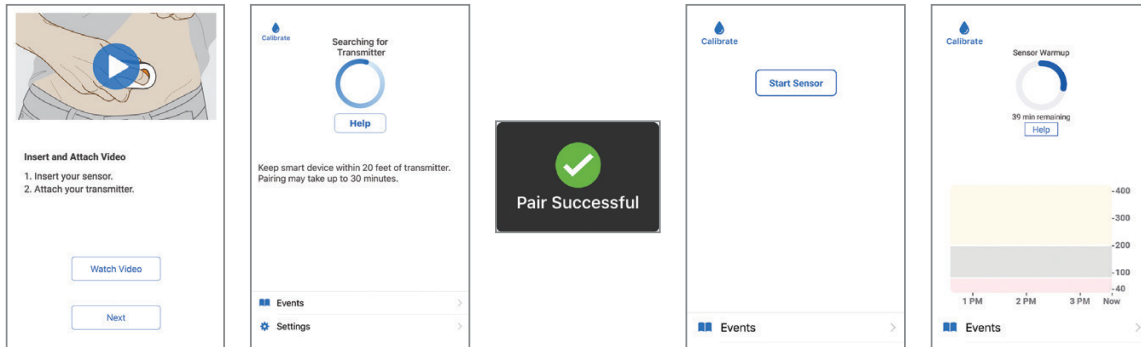 Insert and Attach Video
1. Insert your sensor.
2. Attach your transmitter.
Watch Video
Next
Calibrate
Searching for
Transmitter
Help
Keep smart device within 20 feet of transmitter.
Pairing may take up to 30 minutes.
Events
Settings
Pair Successful
Calibrate
Start Sensor
Events
Calibrate
Sensor Warmup
39 min remaining
Help
400
300
200
100
40
1 PM 2 PM 3 PM Now
Events